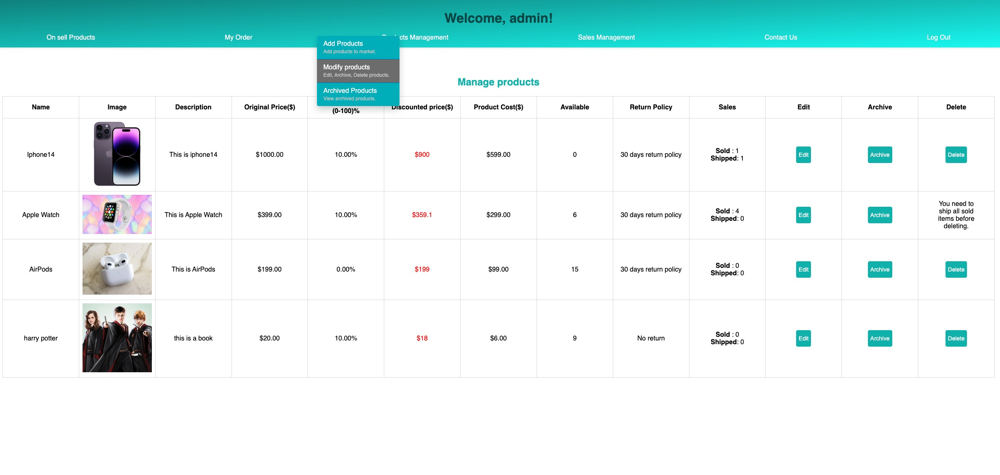 Welcome, admin!
On sell Products My Order Products Management Sales Management Contact Us Log Out
Add Products
Add products to market.
Modify products
Edit, Archive, Delete products.
Archived Products
View archived products.
Manage products
Name Image Description Original Price($) (0-100)% Discounted price($) Product Cost($) Available Return Policy Sales Edit Archive Delete
Iphone14 This is iphone14 $1000.00 10.00% $900 $599.00 0 30 days return policy Sold : 1 Edit Archive Delete
Shipped: 1
Apple Watch This is Apple Watch $399.00 10.00% $359.1 $299.00 6 30 days return policy Sold : 4 Edit Archive You need to
Shipped: 0 ship all sold
items before
deleting.
AirPods This is AirPods $199.00 0.00% $199 $99.00 15 30 days return policy Sold : 0 Edit Archive Delete
Shipped: 0
harry potter this is a book $20.00 10.00% $18 $6.00 9 No return Sold : 0 Edit Archive Delete
Shipped: 0